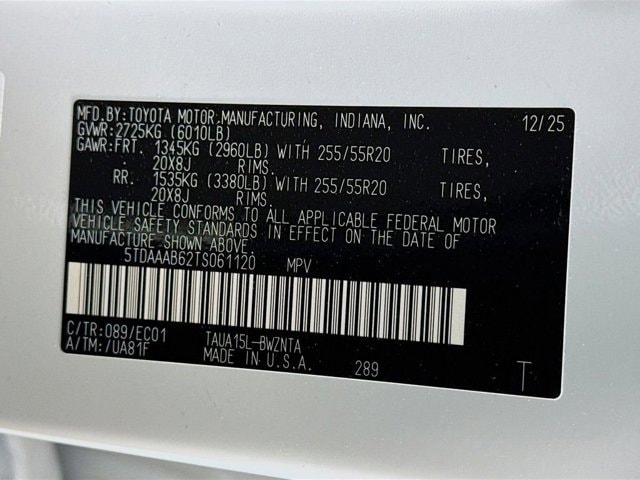 MFD.BY:TOYOTA MOTOR MANUFACTURING, INDIANA, INC. 12/25
GVWR:2725KG (6010LB)
GAWR:FRT. 1345KG (2960LB) WITH 255/55R20 TIRES,
20X8J RIMS.
RR. 1535KG (3380LB) WITH 255/55R20 TIRES,
20X8J RIMS.
THIS VEHICLE CONFORMS TO ALL APPLICABLE FEDERAL MOTOR
VEHICLE SAFETY STANDARDS IN EFFECT ON THE DATE OF
MANUFACTURE SHOWN ABOVE.
5TDAAAB62TS061120 MPV
C/TR:089/EC01 TAUA15L-BWZNTA
A/TM:/UA81F MADE IN U.S.A. 289 T